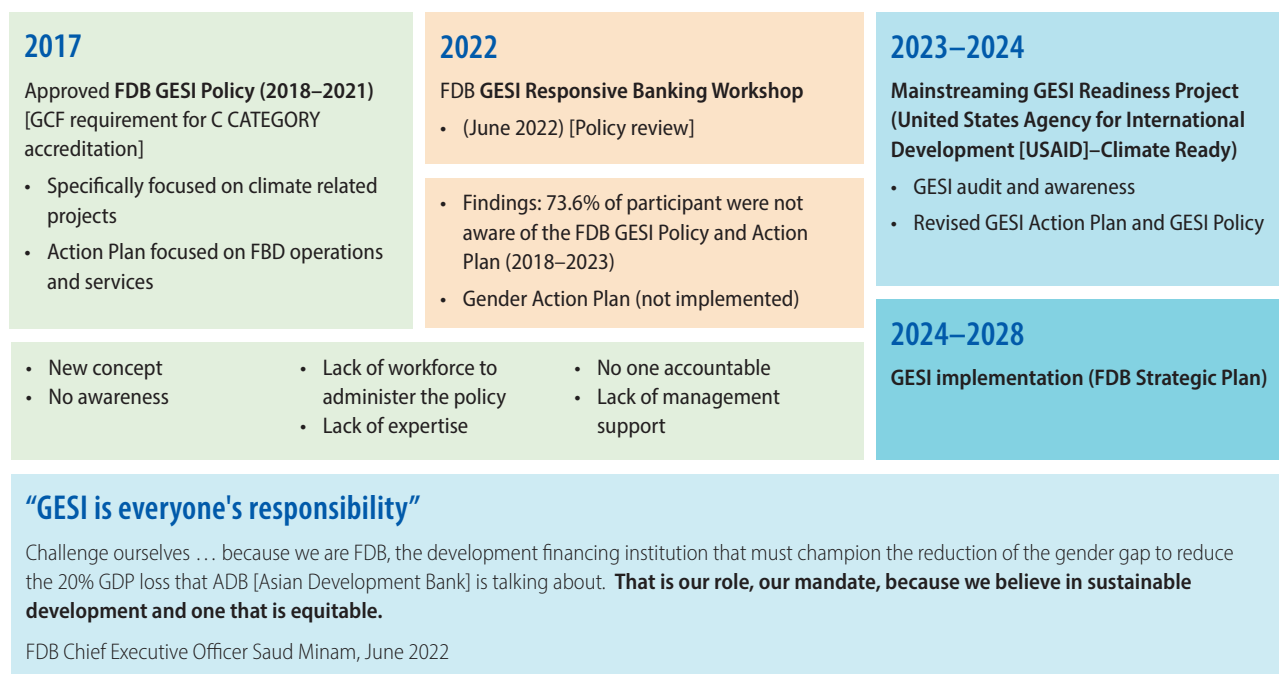 2017
Approved FDB GESI Policy (2018–2021)
[GCF requirement for C CATEGORY
accreditation]
• Specifically focused on climate related
projects
• Action Plan focused on FBD operations
and services
2022
FDB GESI Responsive Banking Workshop
• (June 2022) [Policy review]
• Findings: 73.6% of participant were not
aware of the FDB GESI Policy and Action
Plan (2018–2023)
• Gender Action Plan (not implemented)
2023–2024
Mainstreaming GESI Readiness Project
(United States Agency for International
Development [USAID]–Climate Ready)
• GESI audit and awareness
• Revised GESI Action Plan and GESI Policy
2024–2028
GESI implementation (FDB Strategic Plan)
• New concept
• No awareness
• Lack of workforce to
administer the policy
• Lack of expertise
• No one accountable
• Lack of management
support
“GESI is everyone's responsibility”
Challenge ourselves … because we are FDB, the development financing institution that must champion the reduction of the gender gap to reduce
the 20% GDP loss that ADB [Asian Development Bank] is talking about. That is our role, our mandate, because we believe in sustainable
development and one that is equitable.
FDB Chief Executive Officer Saud Minam, June 2022